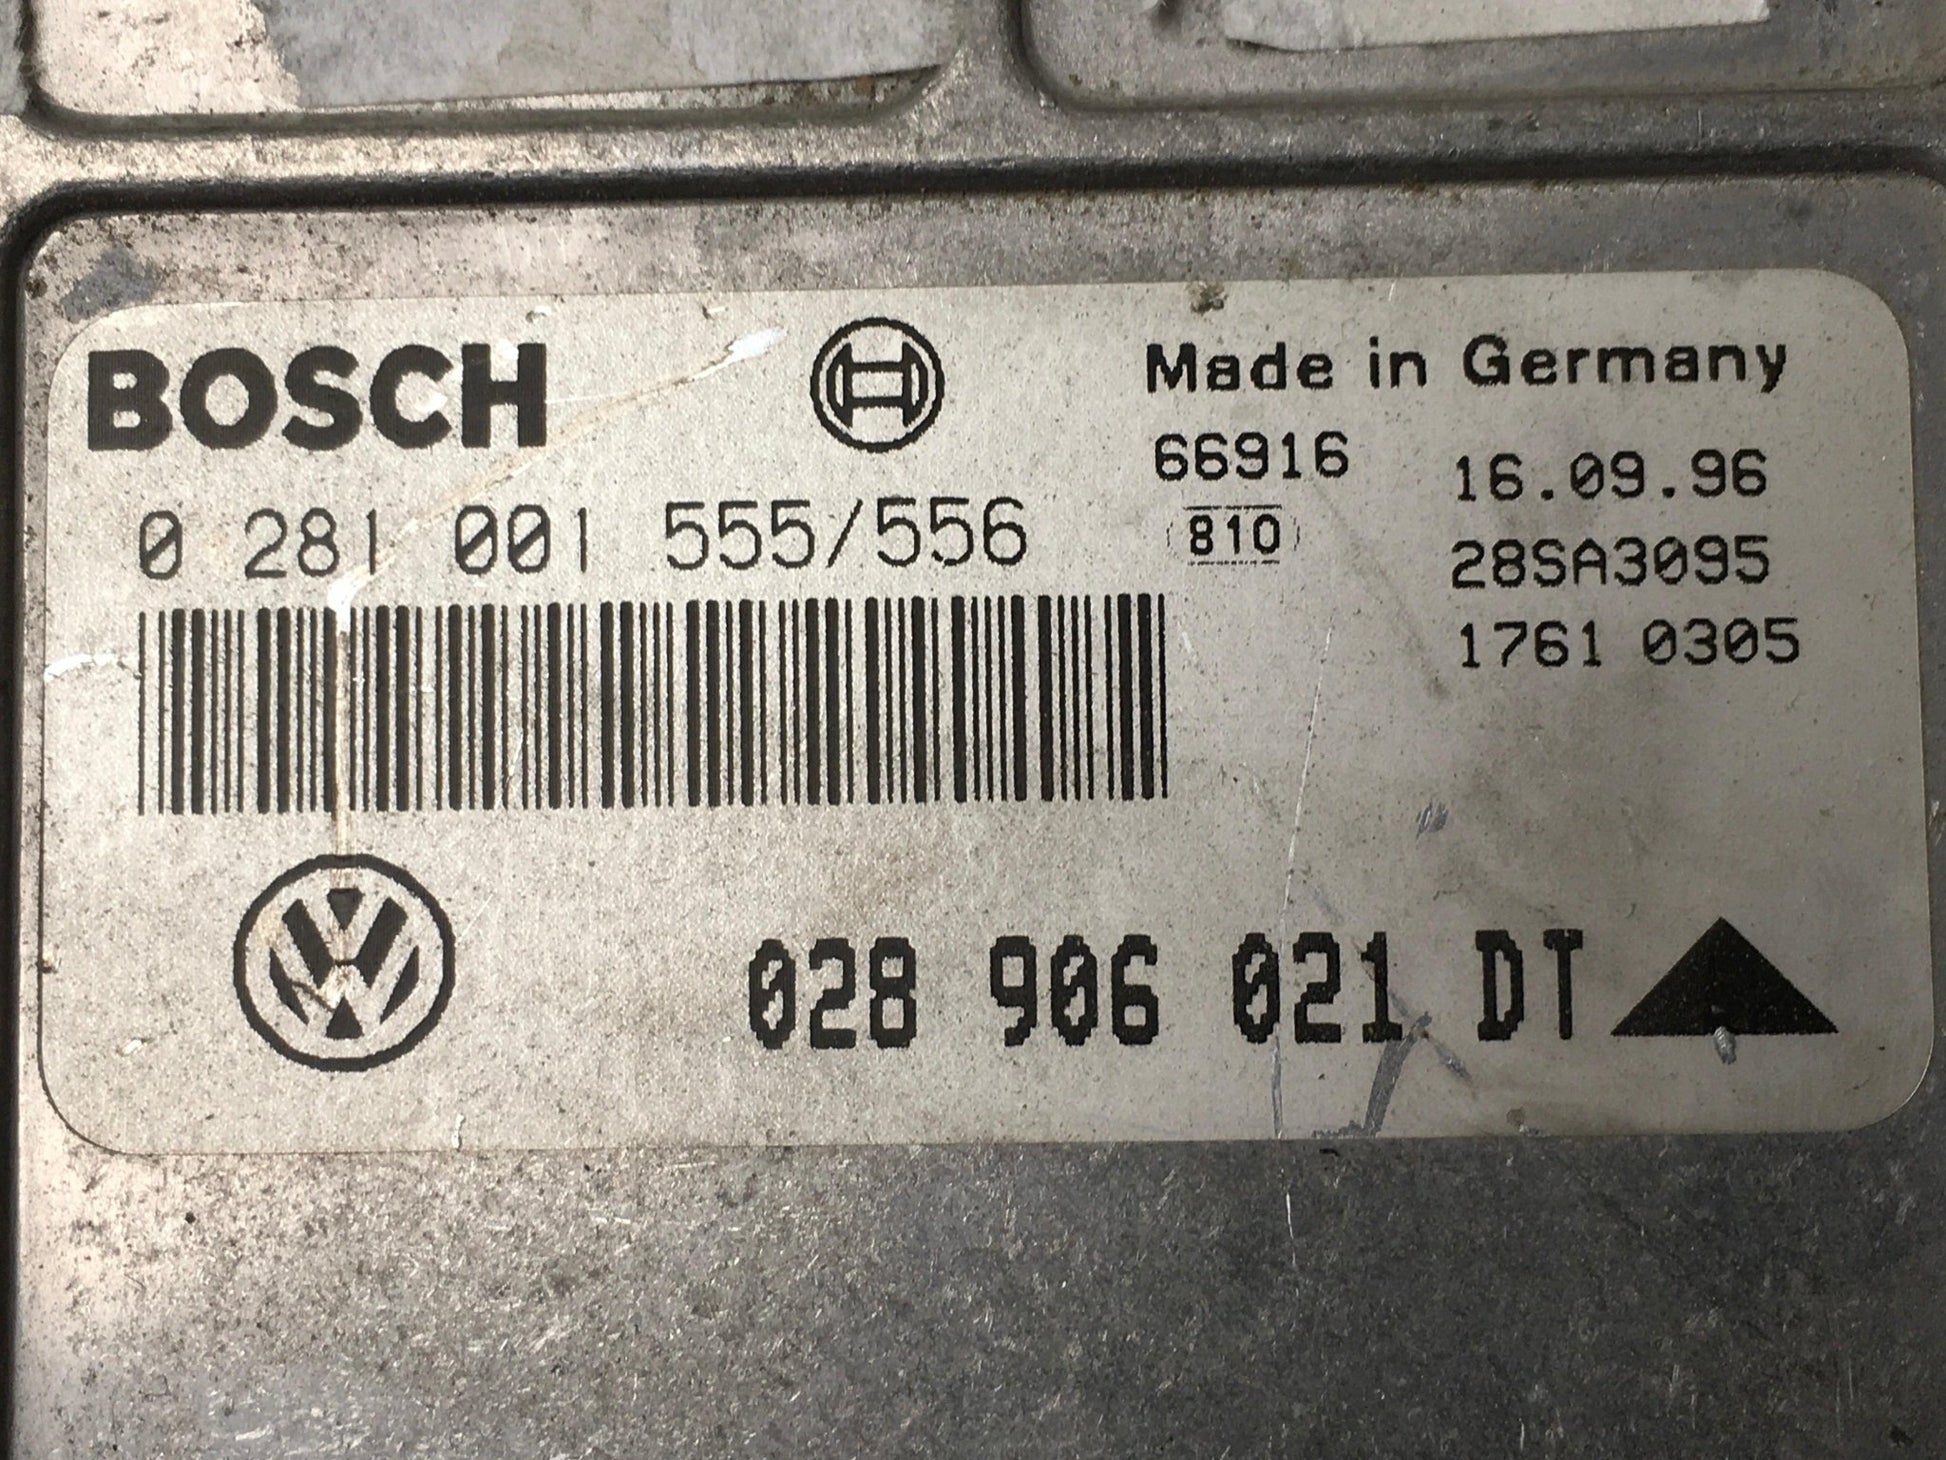 BOSCH
Made in Germany
66916 16.09.96
0 281 001 555/556
810 28SA3095
1761 0305
028 906 021 DT